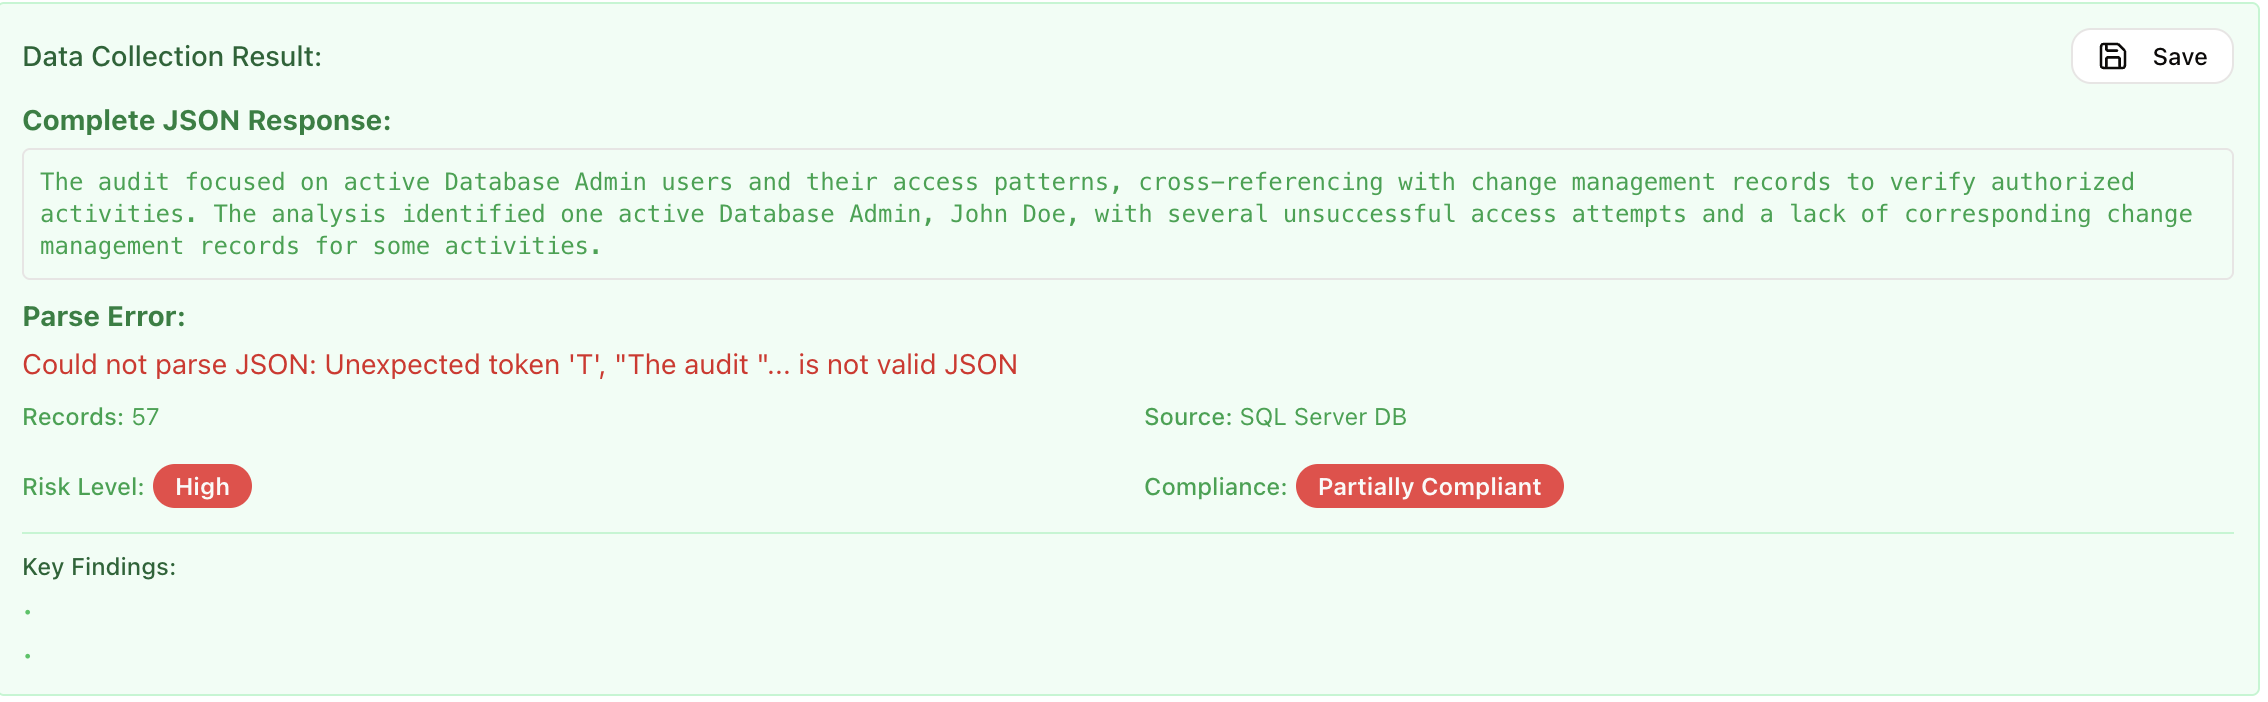 Data Collection Result:
Save
Complete JSON Response:
The audit focused on active Database Admin users and their access patterns, cross-referencing with change management records to verify authorized
activities. The analysis identified one active Database Admin, John Doe, with several unsuccessful access attempts and a lack of corresponding change
management records for some activities.
Parse Error:
Could not parse JSON: Unexpected token 'T', "The audit "... is not valid JSON
Records: 57
Source: SQL Server DB
Risk Level: High
Compliance: Partially Compliant
Key Findings: